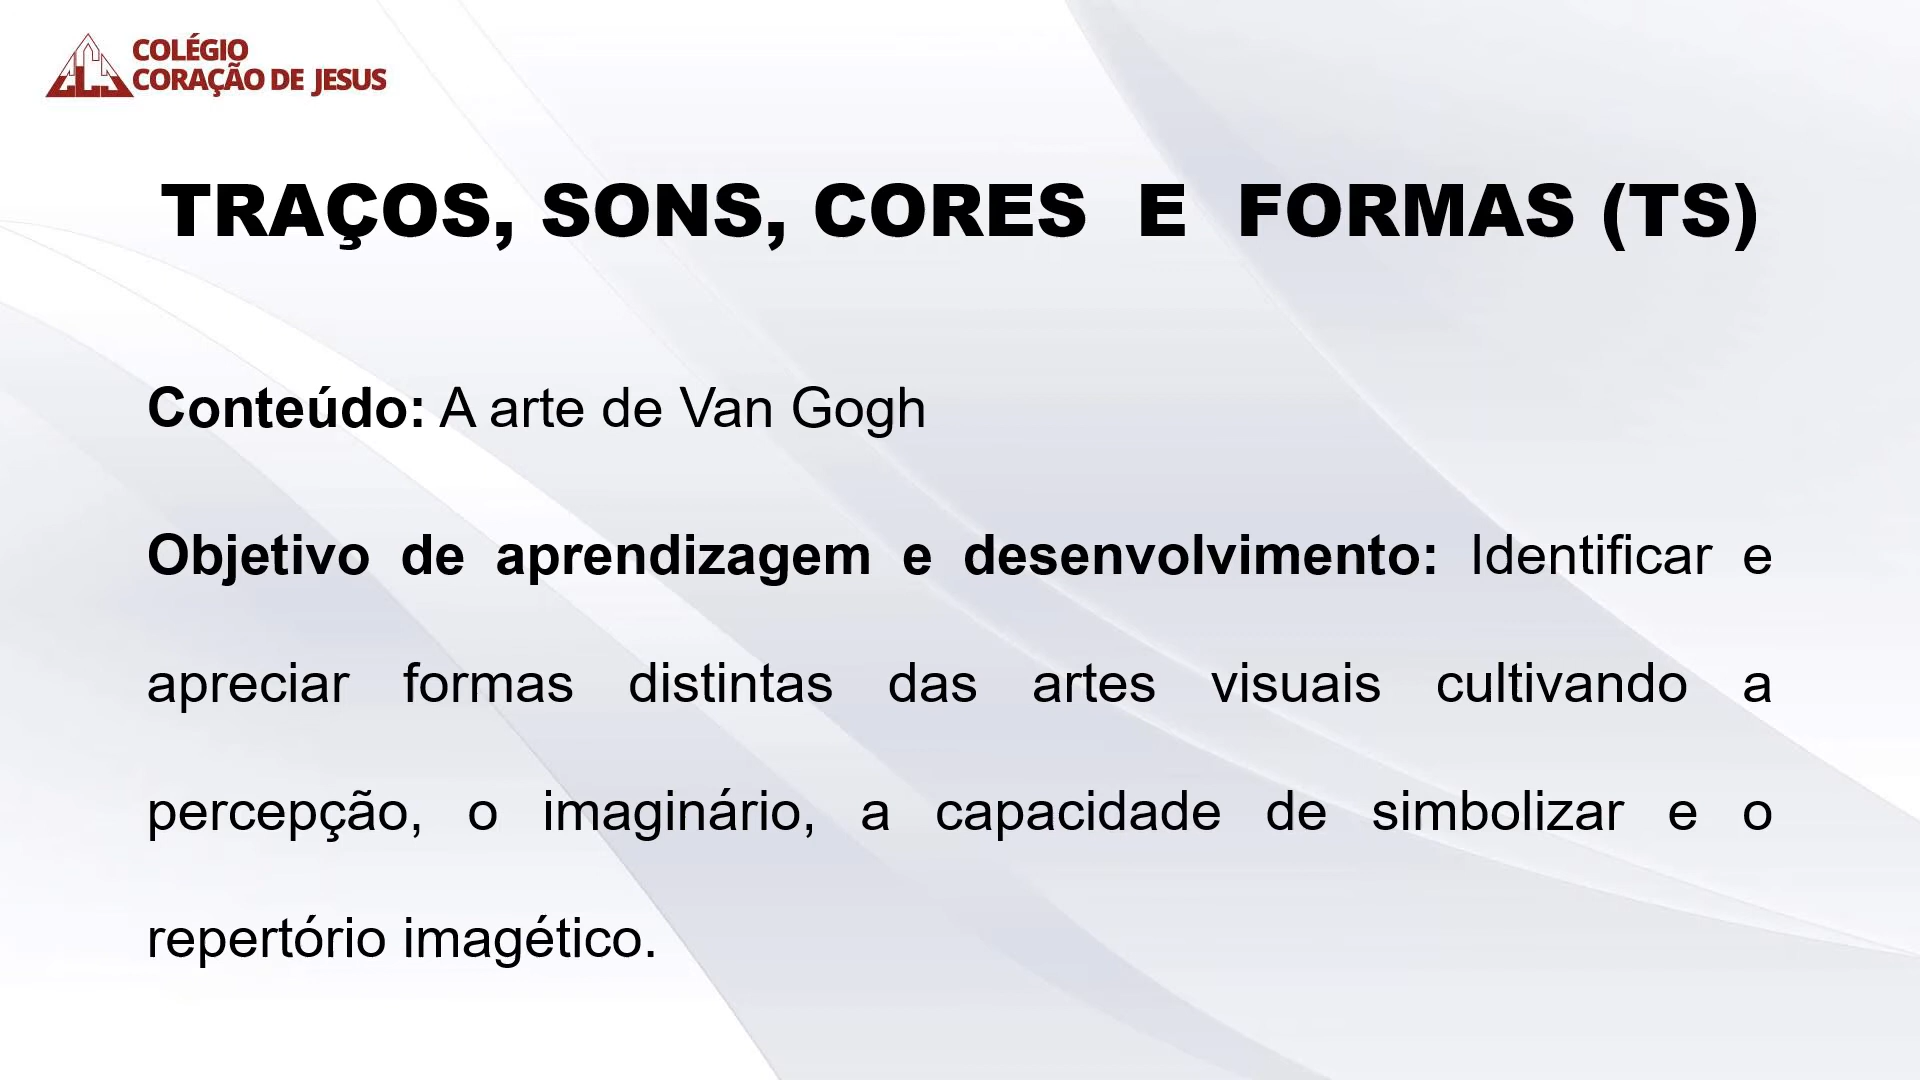 COLÉGIO
CORAÇÃO DE JESUS
TRAÇOS, SONS, CORES E FORMAS (TS)
Conteúdo: A arte de Van Gogh
Objetivo de aprendizagem e desenvolvimento: Identificar e
apreciar formas distintas das artes visuais cultivando a
percepção, o imaginário, a capacidade de simbolizar e o
repertório imagético.